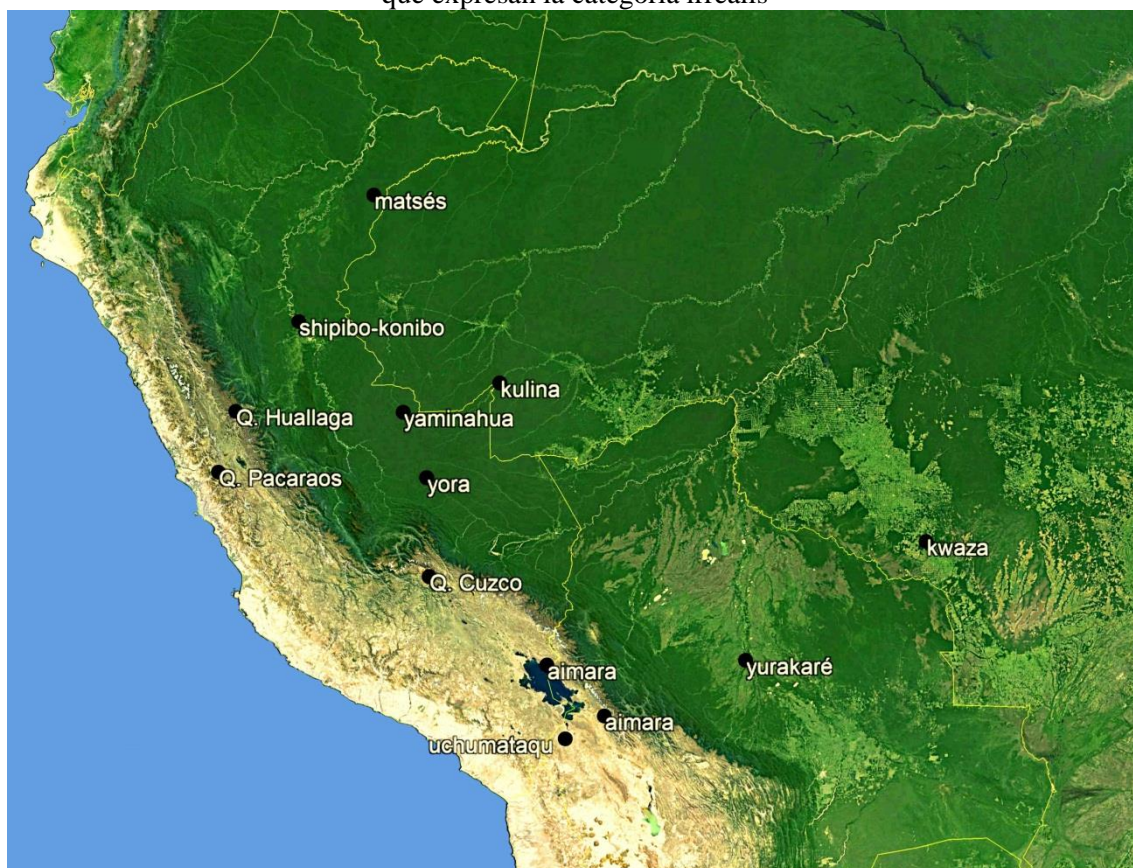 que expresan la categoría irrealis
matsés
shipibo-konibo
kulina
Q. Huallaga
yaminahua
Q. Pacaraos
yora
kwaza
Q. Cuzco
yurakaré
aimara
aimara
uchumataqu